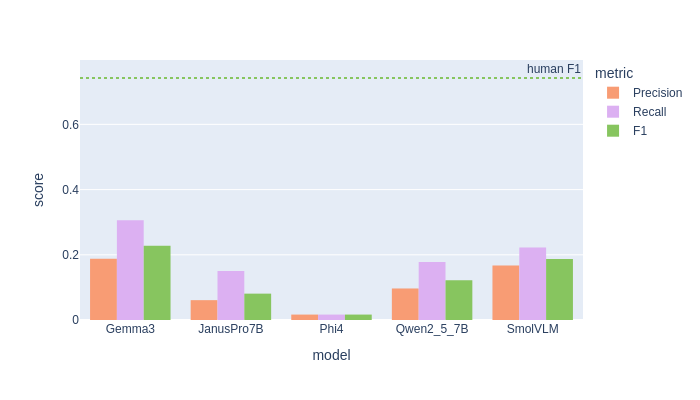 human F1
metric
Precision
Recall
F1
score
0.6
0.4
0.2
0
Gemma3 JanusPro7B Phi4 Qwen2_5_7B SmolVLM
model